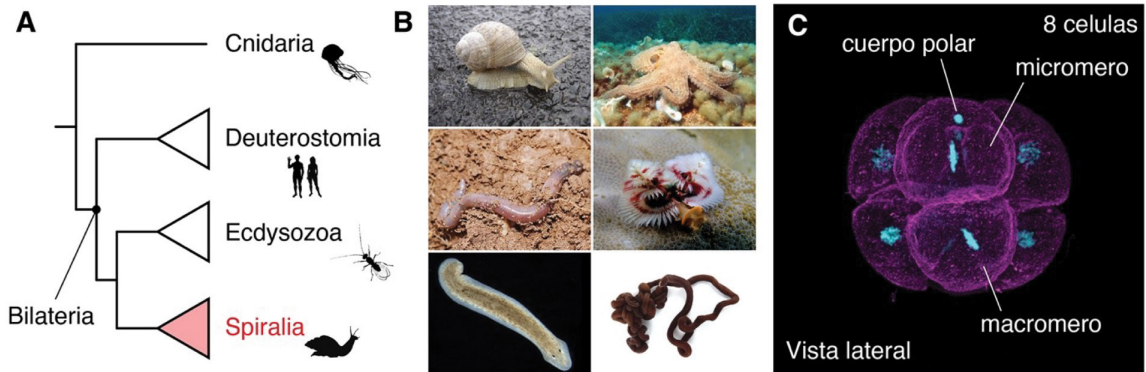 A
Cnidaria
Deuterostomia
Ecdysozoa
Bilateria
Spiralia
B
C
8 celulas
cuerpo polar
micromero
macromero
Vista lateral